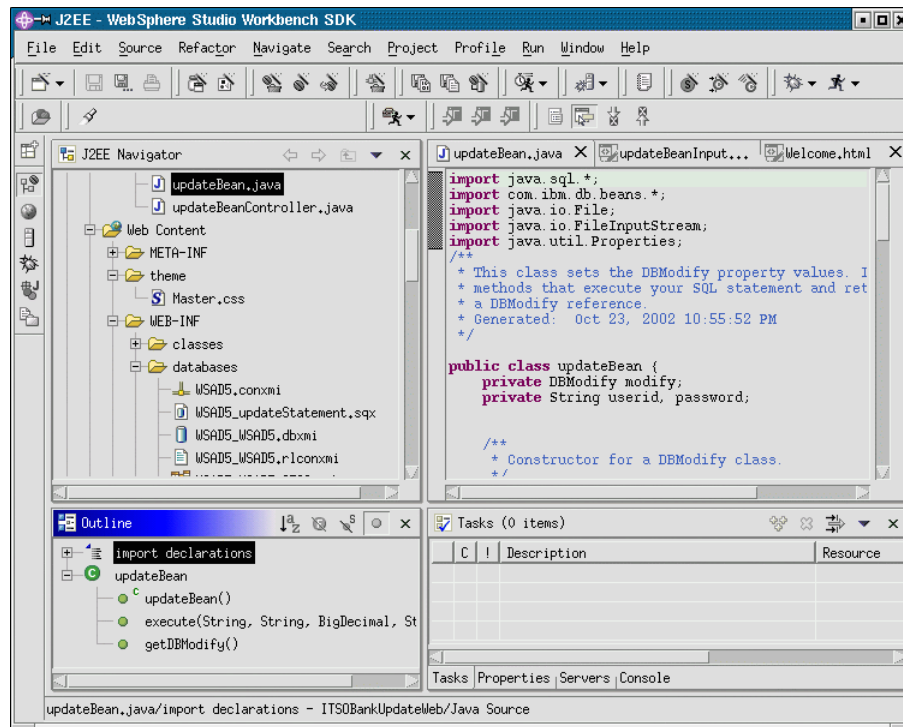 J2EE - WebSphere Studio Workbench SDK
File Edit Source Refactor Navigate Search Project Profile Run Window Help
J2EE Navigator
updateBean.java
updateBeanController.java
Web Content
META-INF
theme
Master.css
WEB-INF
classes
databases
WSAD5.conxmi
WSAD5_updateStatement.sqx
WSAD5_WSAD5.dbxmi
WSAD5_WSAD5.rlconxmi
updateBean.java updateBeanInput... Welcome.html
import java.sql.*;
import com.ibm.db.beans.*;
import java.io.File;
import java.io.FileInputStream;
import java.util.Properties;
/**
* This class sets the DBModify property values. I
* methods that execute your SQL statement and ret
* a DBModify reference.
* Generated: Oct 23, 2002 10:55:52 PM
*/
public class updateBean {
private DBModify modify;
private String userid, password;
/**
* Constructor for a DBModify class.
*/
Outline
import declarations
updateBean
updateBean()
execute(String, String, BigDecimal, St
getDBModify()
Tasks (0 items)
C ! Description Resource
Tasks Properties Servers Console
updateBean.java/import declarations - ITSOBankUpdateWeb/Java Source